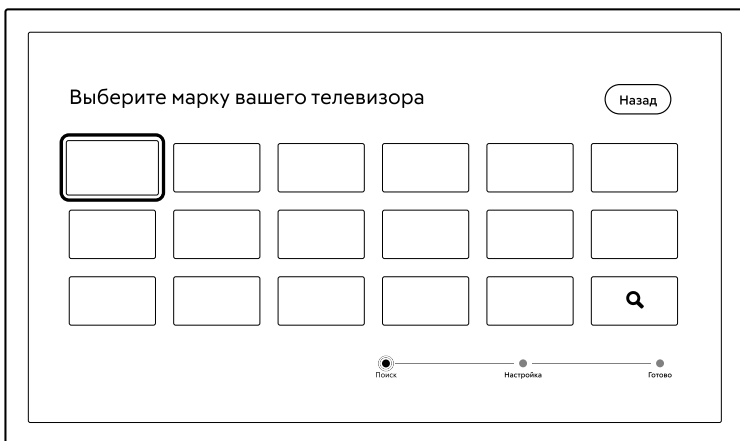 Выберите марку вашего телевизора
Назад
Поиск
Настройка
Готово